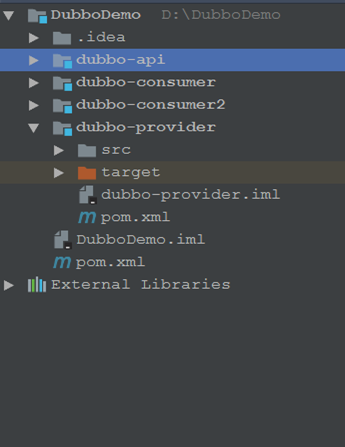 DubboDemo D:\DubboDemo
.idea
dubbo-api
dubbo-consumer
dubbo-consumer2
dubbo-provider
src
target
dubbo-provider.iml
pom.xml
DubboDemo.iml
pom.xml
External Libraries